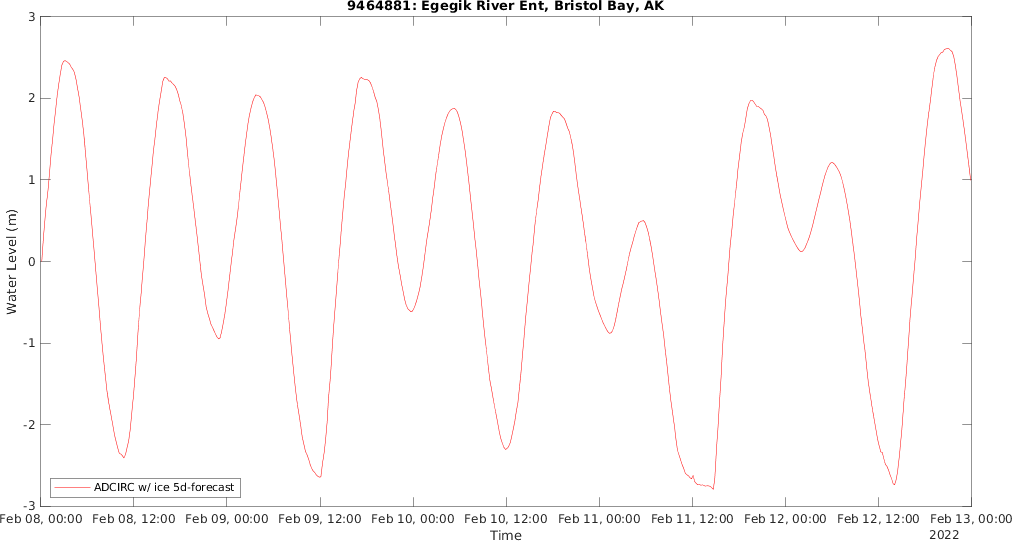 9464881: Egegik River Ent, Bristol Bay, AK
3
2
1
0
-1
-2
-3
Water Level (m)
ADCIRC w/ ice 5d-forecast
Feb 08, 00:00 Feb 08, 12:00 Feb 09, 00:00 Feb 09, 12:00 Feb 10, 00:00 Feb 10, 12:00 Feb 11, 00:00 Feb 11, 12:00 Feb 12, 00:00 Feb 12, 12:00 Feb 13, 00:00
Time
2022